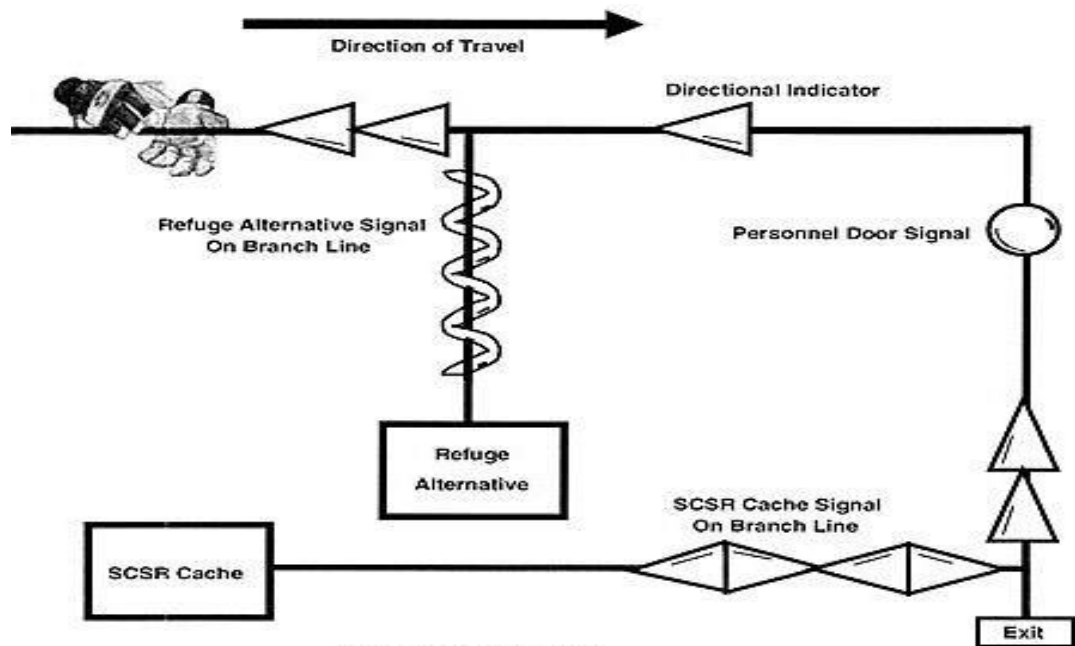 Direction of Travel
Directional Indicator
Refuge Alternative Signal
On Branch Line
Personnel Door Signal
Refuge
Alternative
SCSR Cache Signal
On Branch Line
SCSR Cache
Exit